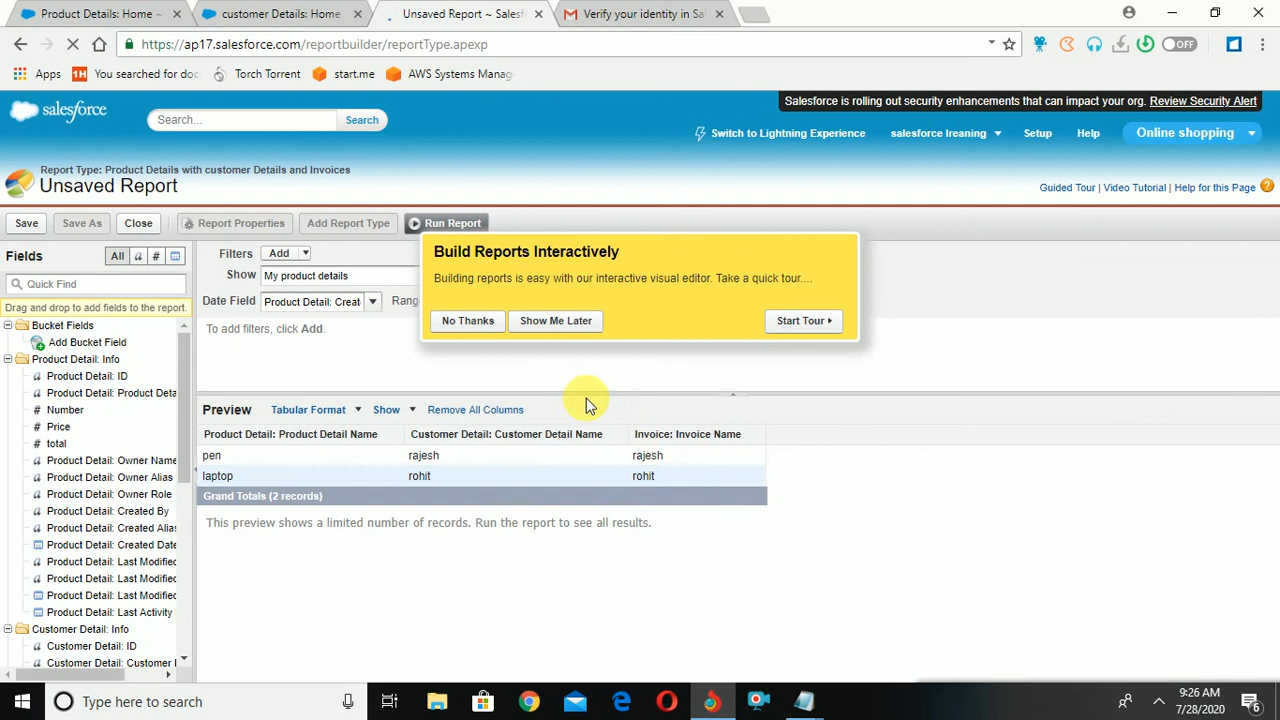 Product Details: Home ~
customer Details: Home
Unsaved Report ~ Salesf
Verify your identity in Sal
https://ap17.salesforce.com/reportbuilder/reportType.apexp
OFF
Apps
1H
You searched for doc
Torch Torrent
start.me
AWS Systems Manag
Salesforce is rolling out security enhancements that can impact your org. Review Security Alert
salesforce
Search...
Search
Switch to Lightning Experience
salesforce lreaning
Setup
Help
Online shopping
Report Type: Product Details with customer Details and Invoices
Unsaved Report
Guided Tour | Video Tutorial | Help for this Page
Save
Save As
Close
Report Properties
Add Report Type
Run Report
Fields
All
a
#
Quick Find
Drag and drop to add fields to the report.
Bucket Fields
Add Bucket Field
Product Detail: Info
a Product Detail: ID
a Product Detail: Product Deta
# Number
# Price
# total
a Product Detail: Owner Name
a Product Detail: Owner Alias
a Product Detail: Owner Role
a Product Detail: Created By
a Product Detail: Created Alias
Product Detail: Created Date
a Product Detail: Last Modified
a Product Detail: Last Modified
Product Detail: Last Modified
Product Detail: Last Activity
Customer Detail: Info
a Customer Detail: ID
a Customer Detail: Customer
Filters
Add
Show
My product details
Date Field
Product Detail: Creat
Rang
To add filters, click Add.
Build Reports Interactively
Building reports is easy with our interactive visual editor. Take a quick tour....
No Thanks
Show Me Later
Start Tour
Preview
Tabular Format
Show
Remove All Columns
Product Detail: Product Detail Name
Customer Detail: Customer Detail Name
Invoice: Invoice Name
pen
rajesh
rajesh
laptop
rohit
rohit
Grand Totals (2 records)
This preview shows a limited number of records. Run the report to see all results.
Type here to search
9:26 AM
7/28/2020
6